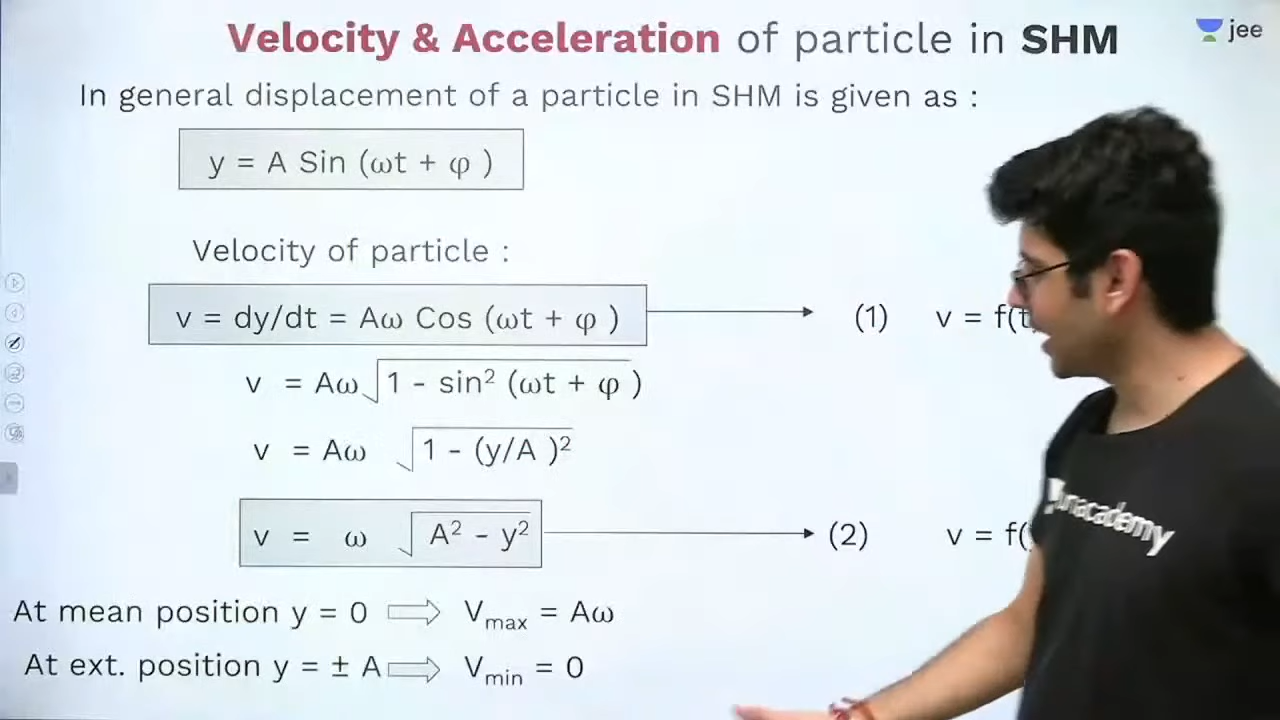 Velocity & Acceleration of particle in SHM
jee
In general displacement of a particle in SHM is given as :
y = A Sin (ωt + φ )
Velocity of particle :
v = dy/dt = Aω Cos (ωt + φ ) (1) v = f(t
v = Aω √1 - sin² (ωt + φ )
v = Aω √1 - (y/A )²
v = ω √A² - y² (2) v = f(
At mean position y = 0 ⇒ Vmax = Aω
At ext. position y = ± A ⇒ Vmin = 0
unacademy